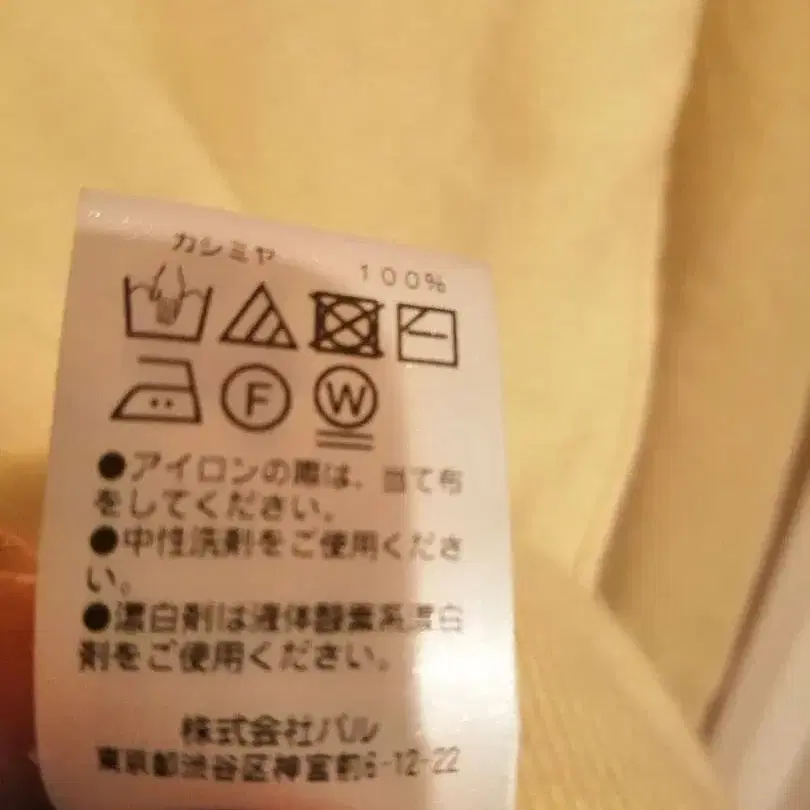 カシミヤ 100%
F W
●アイロンの際は、当て布
をしてください。
●中性洗剤をご使用くださ
い。
●漂白剤は液体酸素系漂白
剤をご使用ください。
株式会社パル
東京都渋谷区神宮前6-12-22